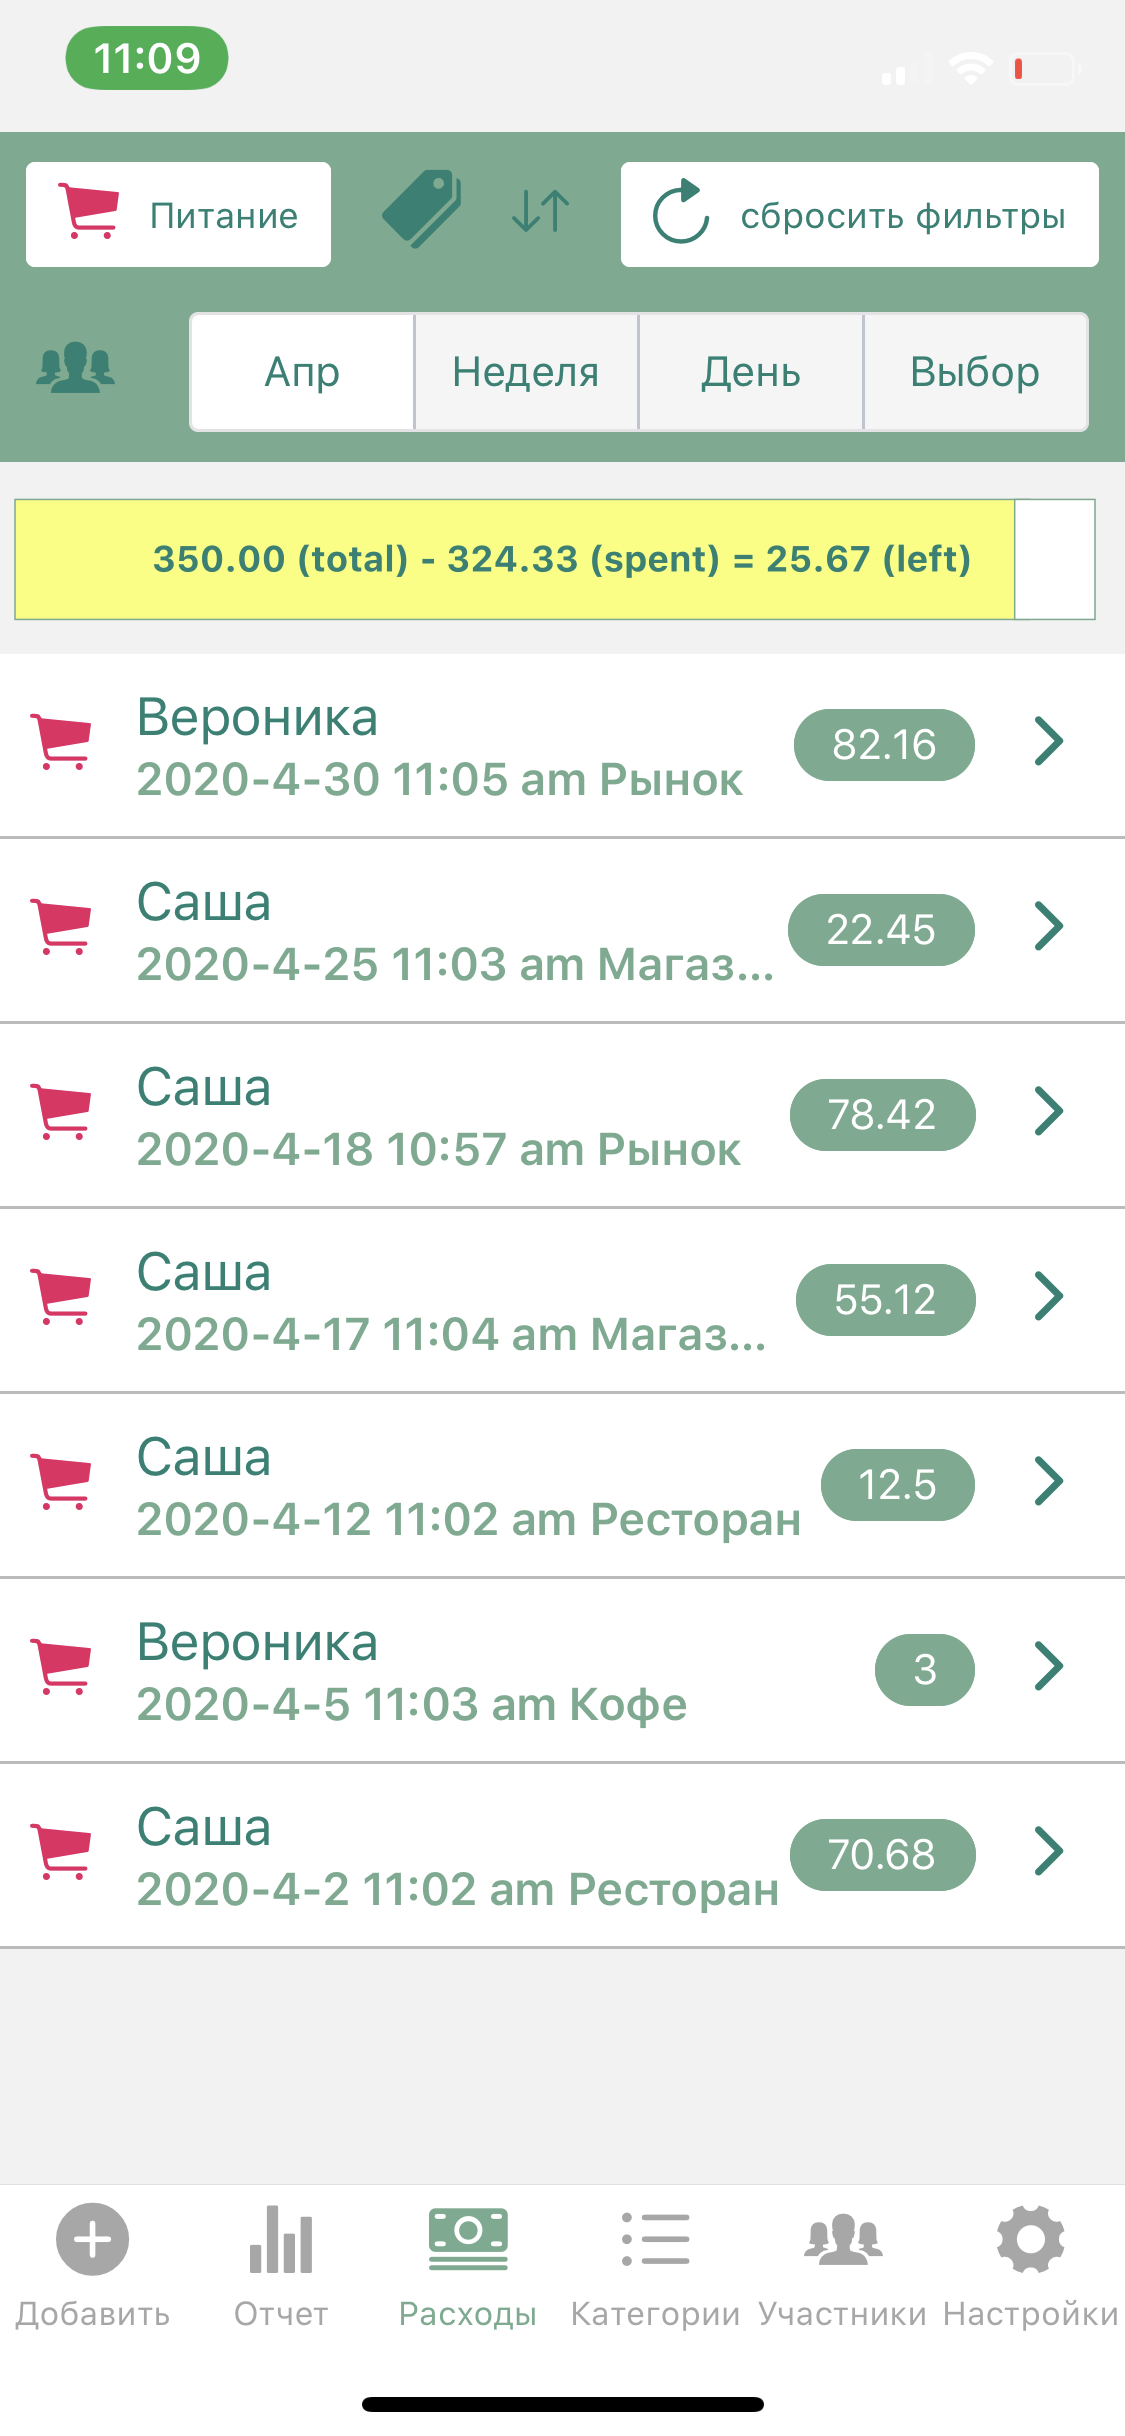 11:09
Питание
сбросить фильтры
Апр
Неделя
День
Выбор
350.00 (total) - 324.33 (spent) = 25.67 (left)
Вероника
2020-4-30 11:05 am Рынок
82.16
Саша
2020-4-25 11:03 am Магаз...
22.45
Саша
2020-4-18 10:57 am Рынок
78.42
Саша
2020-4-17 11:04 am Магаз...
55.12
Саша
2020-4-12 11:02 am Ресторан
12.5
Вероника
2020-4-5 11:03 am Кофе
3
Саша
2020-4-2 11:02 am Ресторан
70.68
Добавить
Отчет
Расходы
Категории
Участники
Настройки